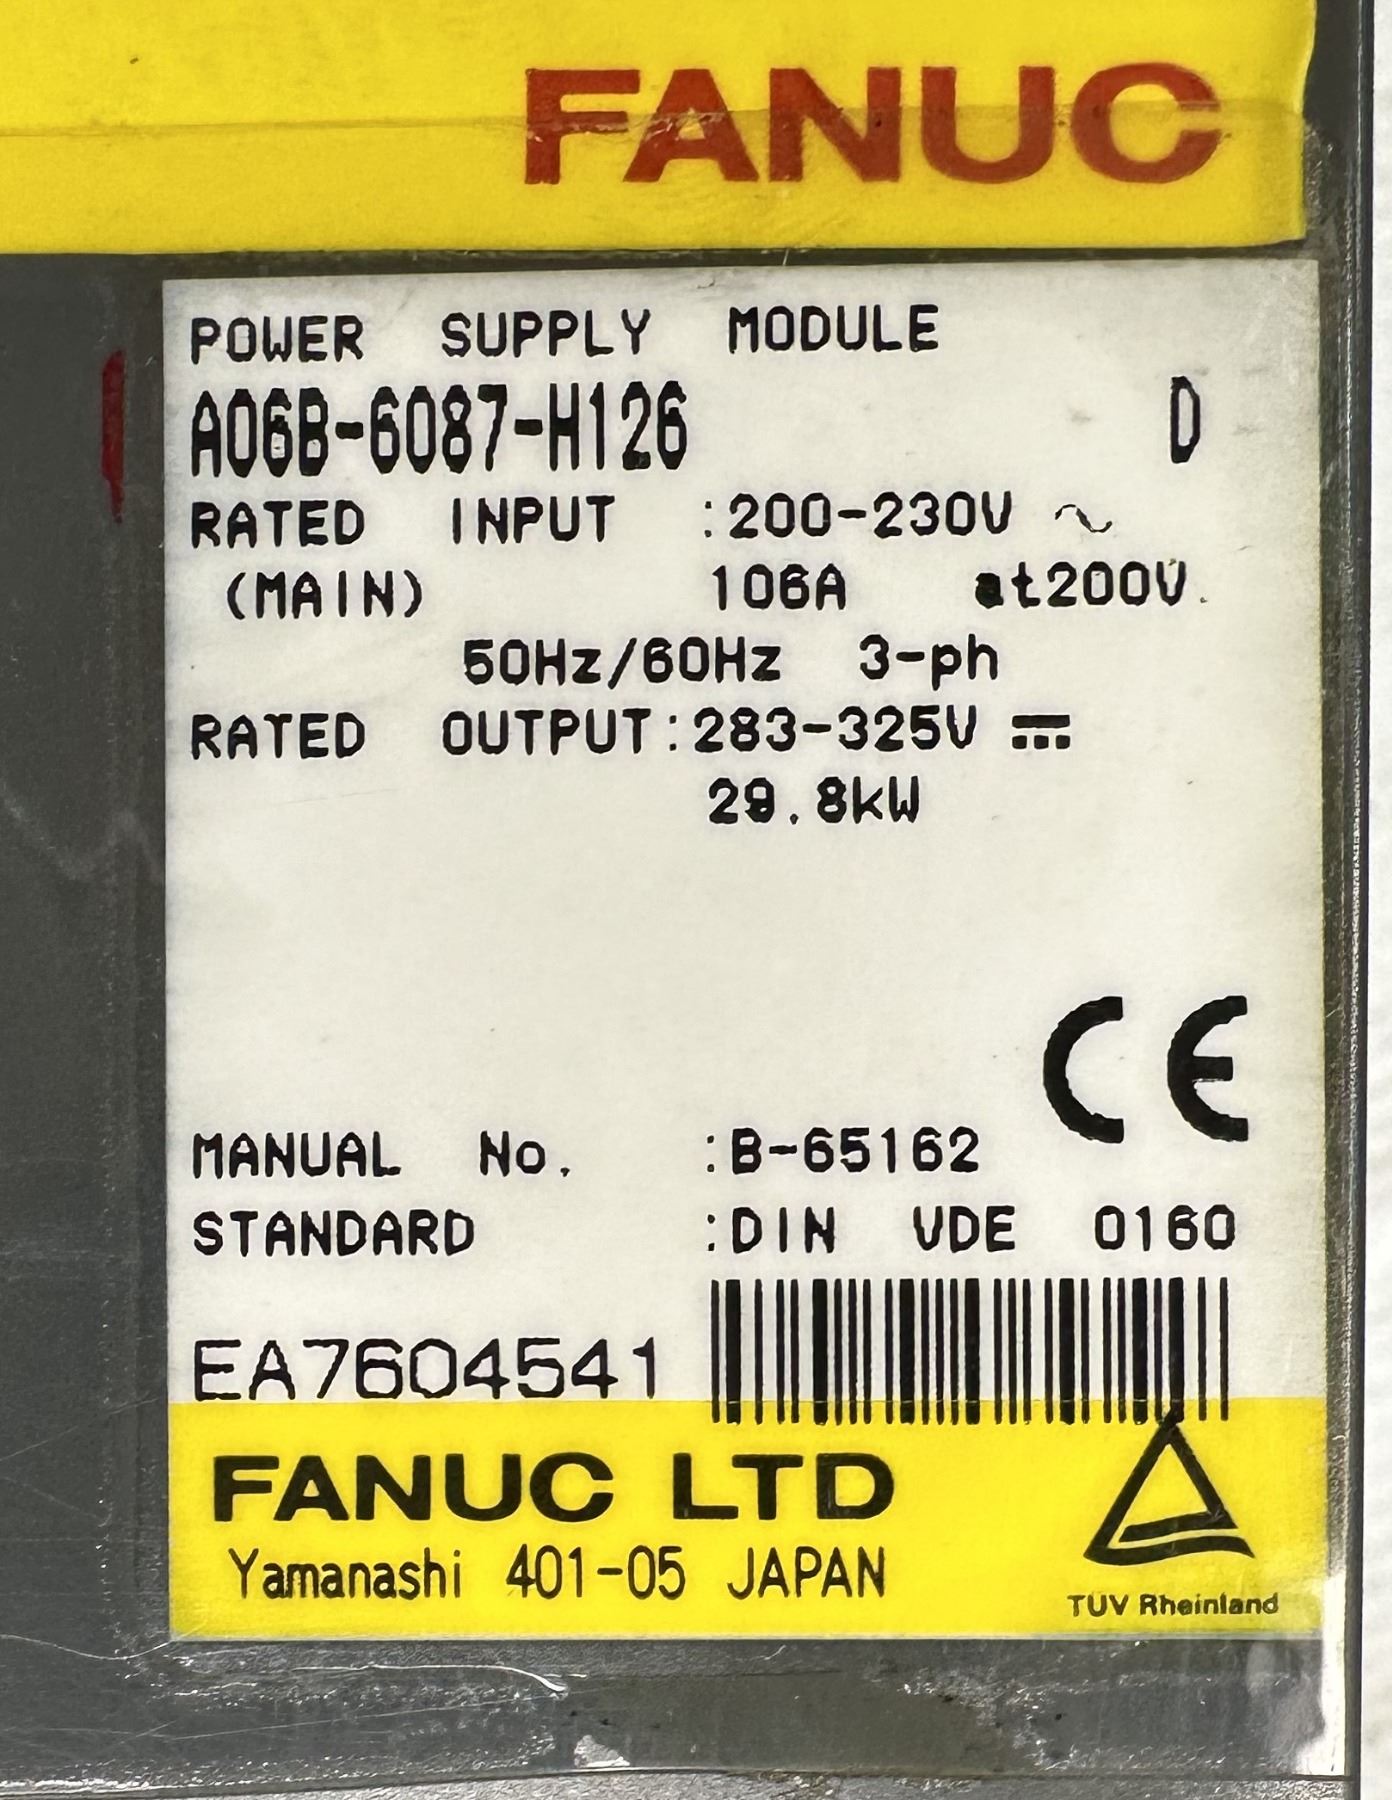 FANUC
POWER SUPPLY MODULE
A06B-6087-H126 D
RATED INPUT :200-230V ~
(MAIN) 106A at200V.
50Hz/60Hz 3-ph
RATED OUTPUT:283-325V ⎓
29.8kW
CE
MANUAL No. :B-65162
STANDARD :DIN VDE 0160
EA7604541
FANUC LTD
Yamanashi 401-05 JAPAN
TÜV Rheinland